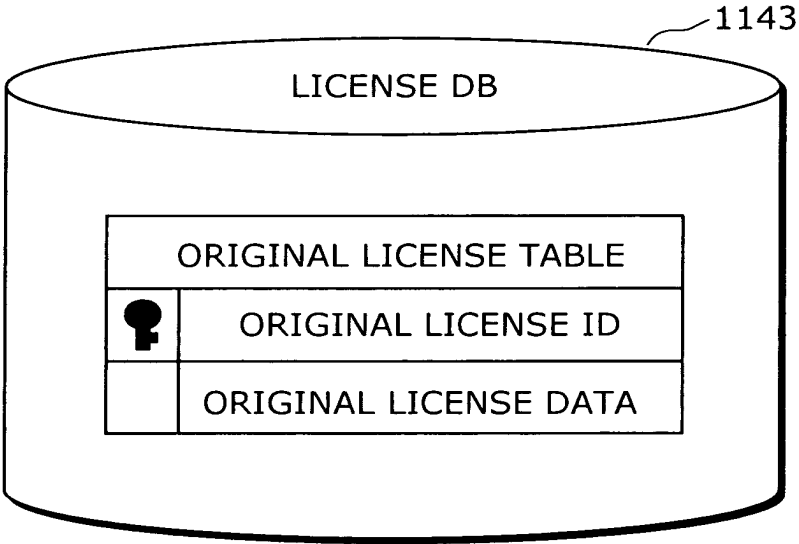 1143
LICENSE DB
ORIGINAL LICENSE TABLE
ORIGINAL LICENSE ID
ORIGINAL LICENSE DATA